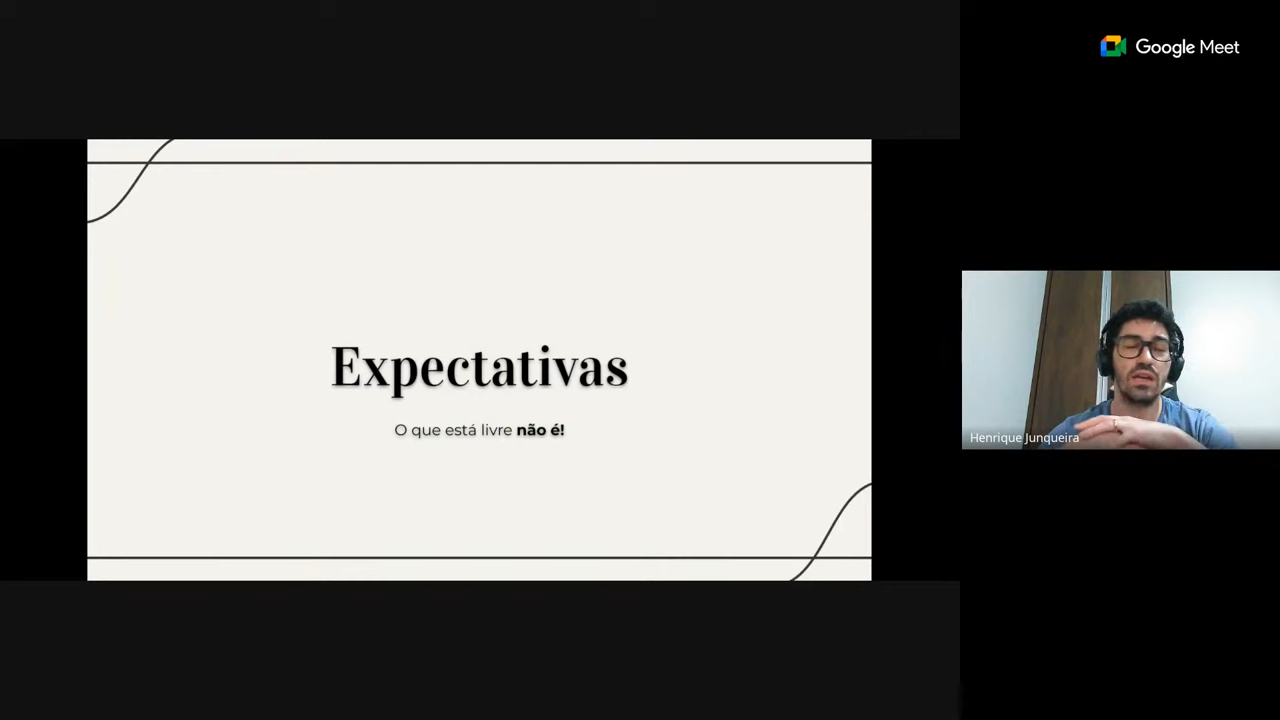 Google Meet
Expectativas
O que está livre não é!
Henrique Junqueira